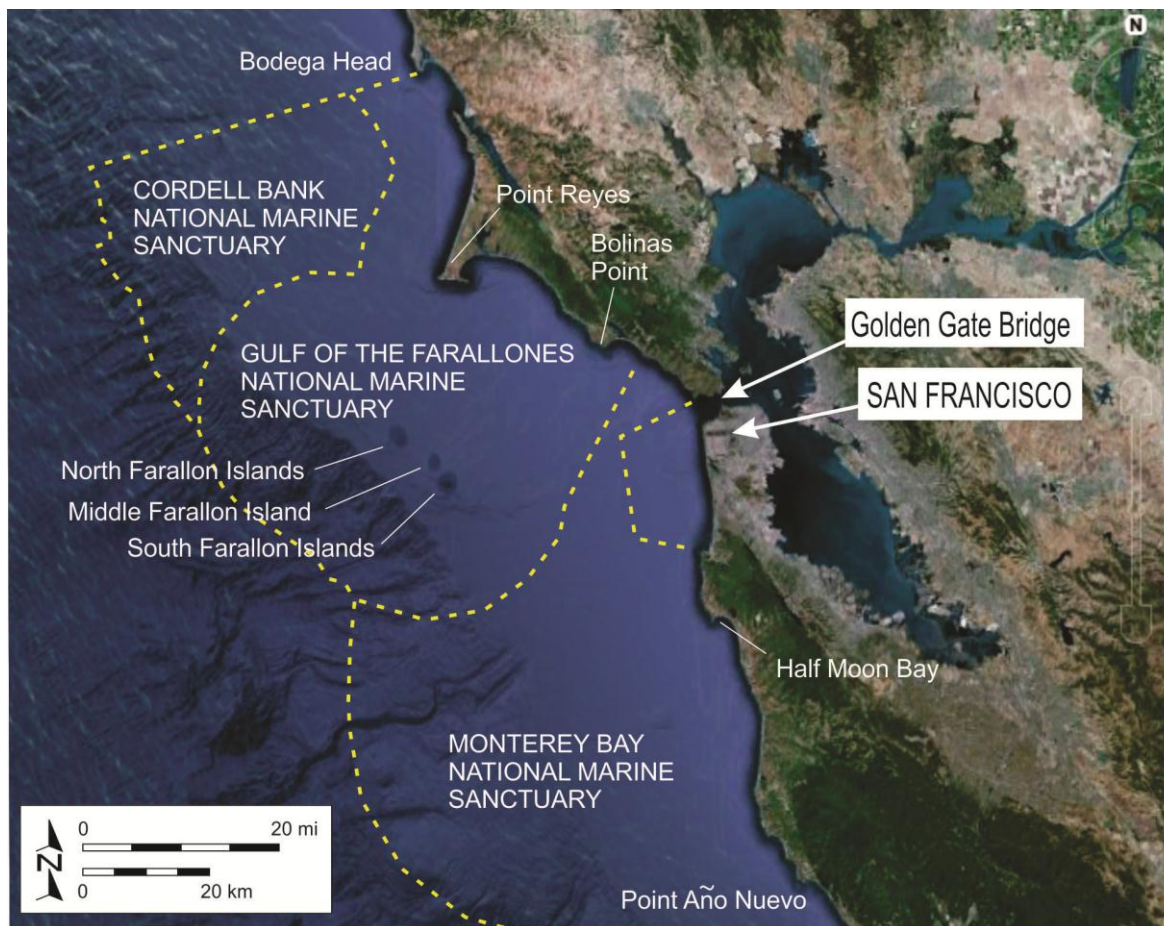 N
Bodega Head
CORDELL BANK
NATIONAL MARINE
SANCTUARY
Point Reyes
Bolinas
Point
Golden Gate Bridge
GULF OF THE FARALLONES
NATIONAL MARINE
SANCTUARY
SAN FRANCISCO
North Farallon Islands
Middle Farallon Island
South Farallon Islands
Half Moon Bay
MONTEREY BAY
NATIONAL MARINE
SANCTUARY
0 20 mi
N
0 20 km
Point Año Nuevo